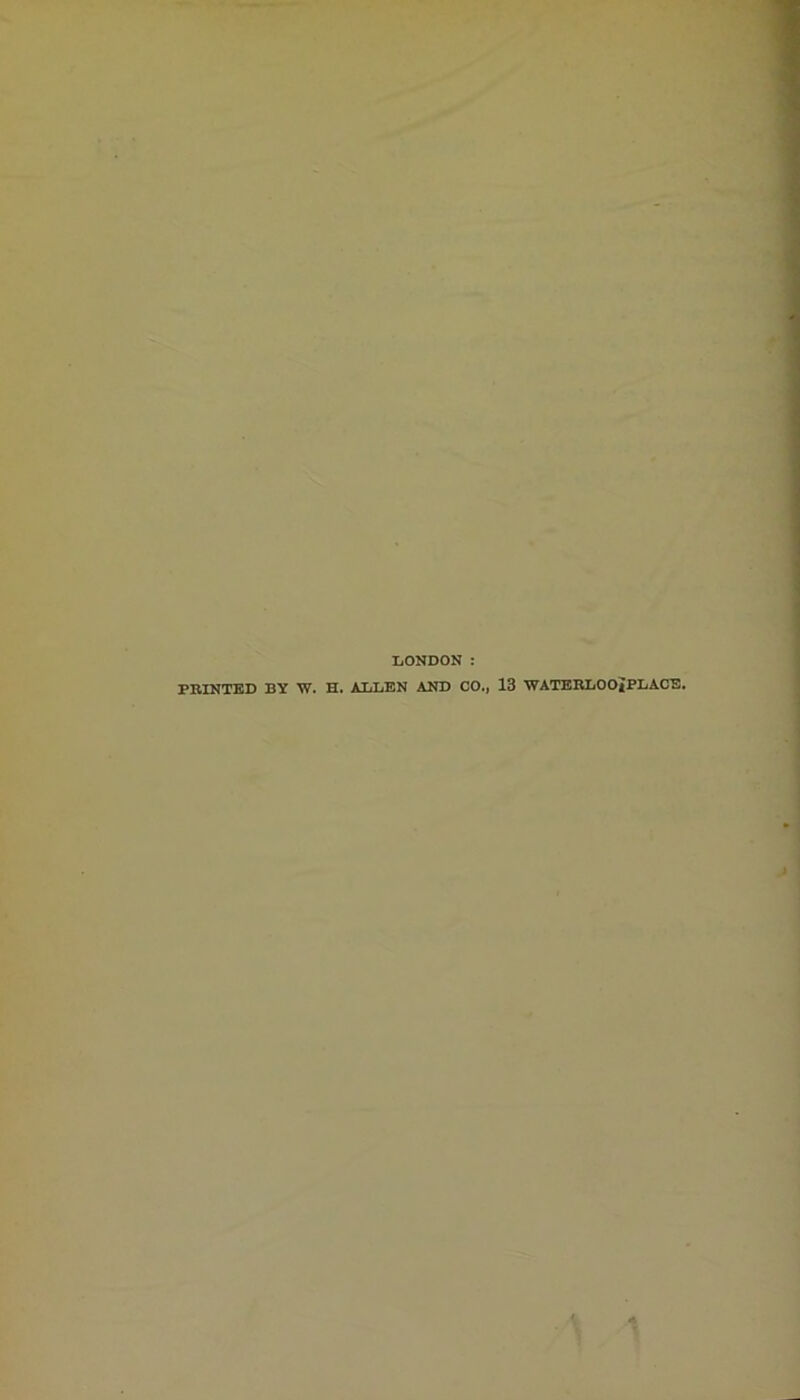 LONDON :
PRINTED BY W. H. ALLEN AND CO., 13 WATERLOO PLACE.